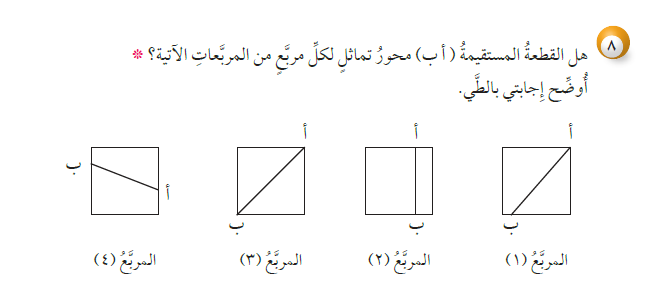 ٨
هل القطعةُ المستقيمةُ (أ ب) محورُ تماثلٍ لكلِّ مربَّعٍ من المربَّعاتِ الآتية؟ *
أُوضِّح إجابتي بالطَّي.
أ أ أ ب أ
ب ب ب
المربَّعُ (١) المربَّعُ (٢) المربَّعُ (٣) المربَّعُ (٤)